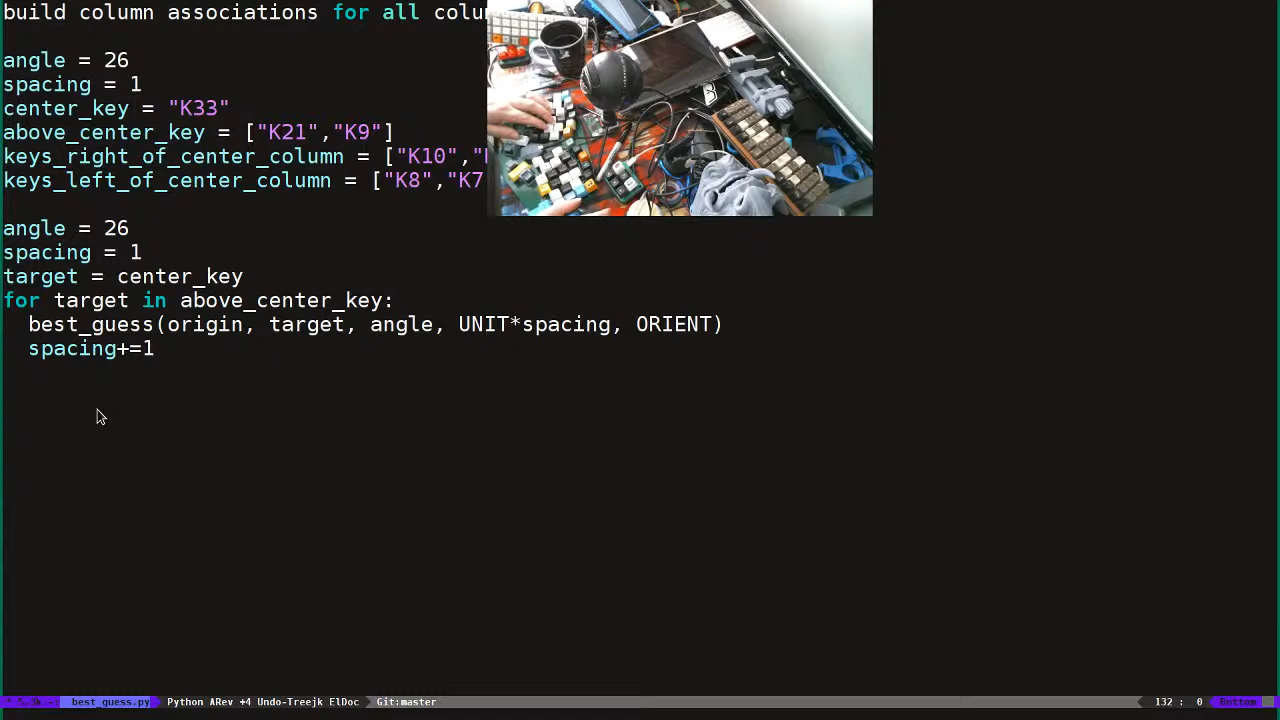 build column associations for all colu
angle = 26
spacing = 1
center_key = "K33"
above_center_key = ["K21","K9"]
keys_right_of_center_column = ["K10","
keys_left_of_center_column = ["K8","K7
angle = 26
spacing = 1
target = center_key
for target in above_center_key:
  best_guess(origin, target, angle, UNIT*spacing, ORIENT)
  spacing+=1
best_guess.py Python ARev +4 Undo-Treejk ElDoc Git:master 132 : 0 Bottom